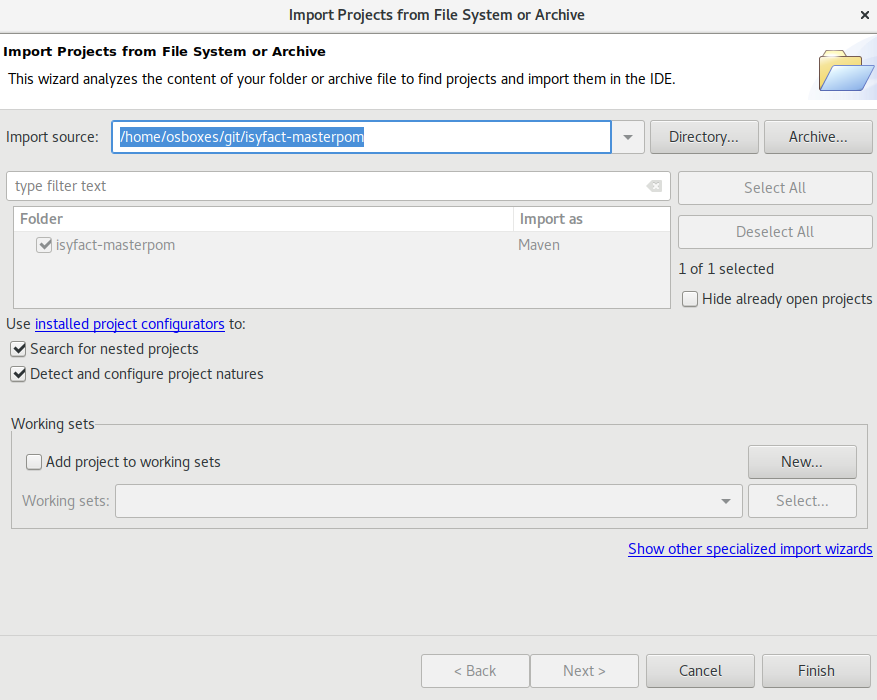 Import Projects from File System or Archive
Import Projects from File System or Archive
This wizard analyzes the content of your folder or archive file to find projects and import them in the IDE.
Import source: /home/osboxes/git/isyfact-masterpom Directory... Archive...
type filter text Select All
Folder Import as
isyfact-masterpom Maven
Deselect All
1 of 1 selected
Hide already open projects
Use installed project configurators to:
Search for nested projects
Detect and configure project natures
Working sets
Add project to working sets New...
Working sets: Select...
Show other specialized import wizards
< Back Next > Cancel Finish